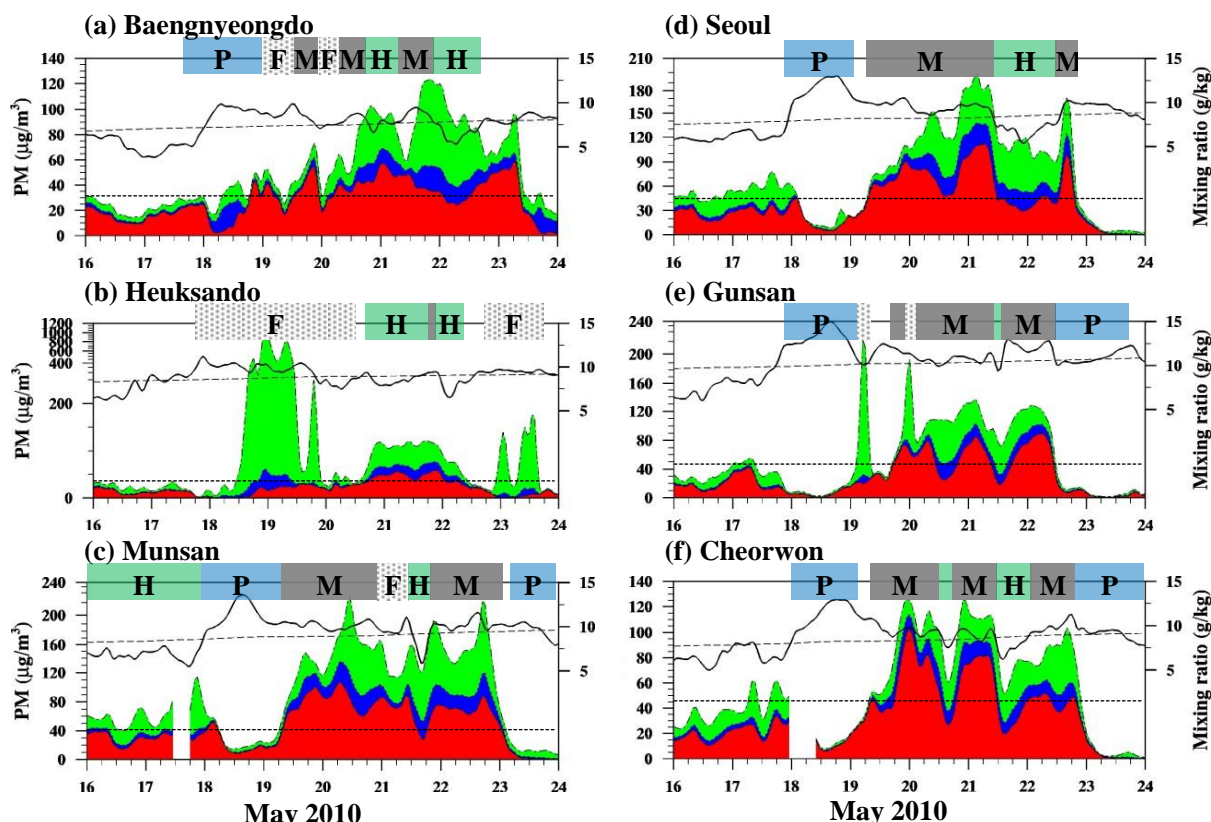 (a) Baengnyeongdo
P F M F M H M H
140 120 100 80 60 40 20 0
PM (µg/m³)
15 10 5
16 17 18 19 20 21 22 23 24
(d) Seoul
P M H M
210 180 150 120 90 60 30 0
15 10 5
Mixing ratio (g/kg)
16 17 18 19 20 21 22 23 24
(b) Heuksando
F H H F
1200 1000 800 600 400 200 0
PM (µg/m³)
15 10 5
16 17 18 19 20 21 22 23 24
(e) Gunsan
P M M P
240 200 160 120 80 40 0
15 10 5
Mixing ratio (g/kg)
16 17 18 19 20 21 22 23 24
(c) Munsan
H P M F H M P
240 200 160 120 80 40 0
PM (µg/m³)
15 10 5
16 17 18 19 20 21 22 23 24
May 2010
(f) Cheorwon
P M M H M P
140 120 100 80 60 40 20 0
15 10 5
Mixing ratio (g/kg)
16 17 18 19 20 21 22 23 24
May 2010